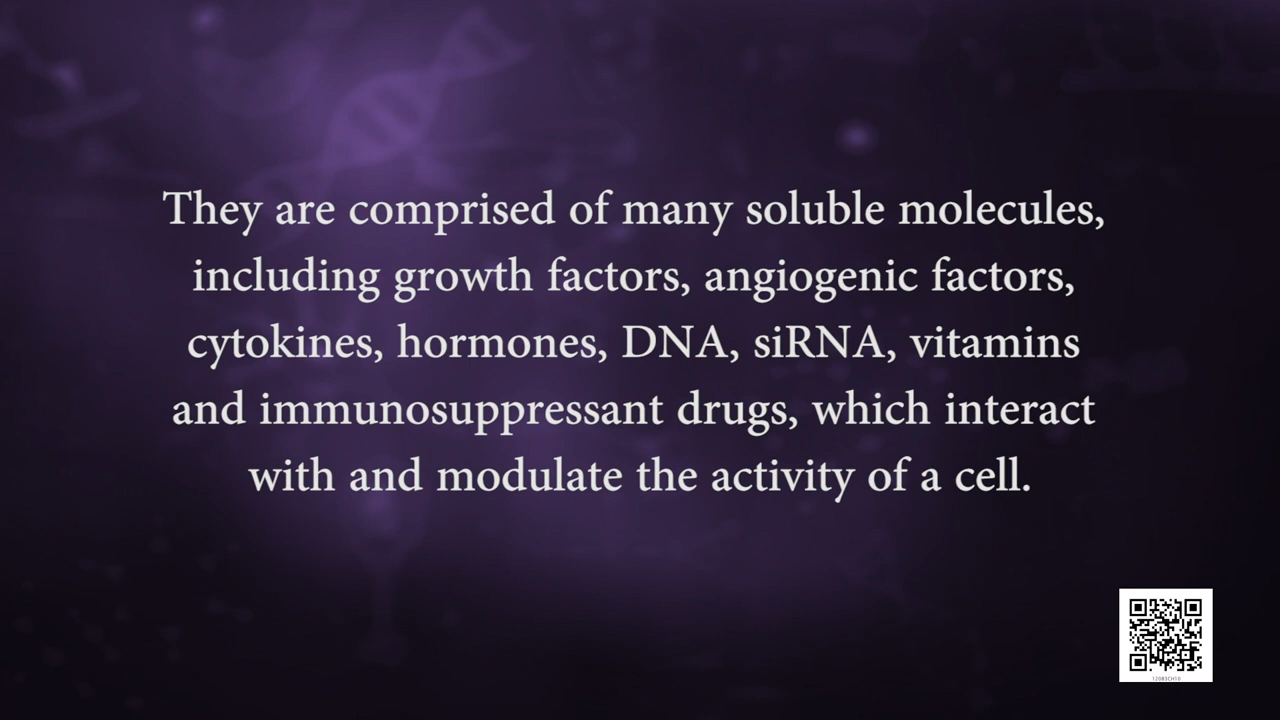 They are comprised of many soluble molecules,
including growth factors, angiogenic factors,
cytokines, hormones, DNA, siRNA, vitamins
and immunosuppressant drugs, which interact
with and modulate the activity of a cell.